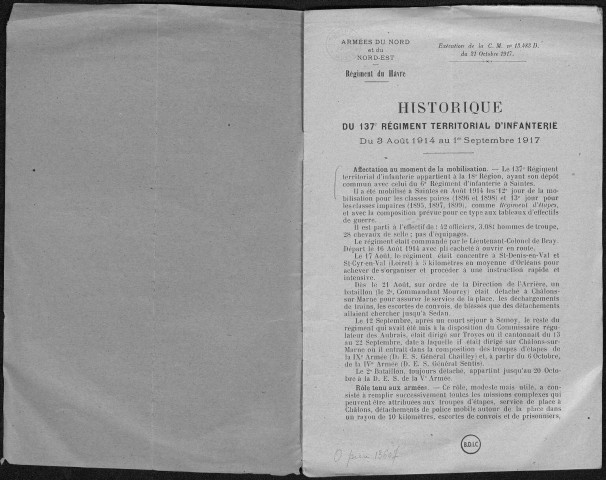 ARMÉES DU NORD
et du
NORD-EST
Régiment du Hâvre
Exécution de la C. M. nº 13.493 D.
du 21 Octobre 1917.
HISTORIQUE
DU 137e RÉGIMENT TERRITORIAL D'INFANTERIE
Du 3 Août 1914 au 1er Septembre 1917
Affectation au moment de la mobilisation. — Le 137e Régiment
territorial d'infanterie appartient à la 18e Région, ayant son dépôt
commun avec celui du 6e Régiment d'infanterie à Saintes.
Il a été mobilisé à Saintes en Août 1914 les 12e jour de la mo-
bilisation pour les classes paires (1896 et 1898) et 13e jour pour
les classes impaires (1895, 1897, 1899), comme Régiment d'Etapes,
et avec la composition prévue pour ce type aux tableaux d'effectifs
de guerre.
Il est parti à l'effectif de : 42 officiers, 3.081 hommes de troupe,
28 chevaux de selle ; pas d'équipages.
Le régiment était commandé par le Lieutenant-Colonel de Bray.
Départ le 16 Août 1914 avec pli cacheté à ouvrir en route.
Le 17 Août, le régiment était concentré à St-Denis-en-Val et
St-Cyr-en-Val (Loiret) à 5 kilomètres en moyenne d'Orléans pour
achever de s'organiser et procéder à une instruction rapide et
intensive.
Dès le 21 Août, sur ordre de la Direction de l'Arrière, un
bataillon (le 2e, Commandant Mouray) était détaché à Châlons-
sur-Marne pour assurer le service de la place, les déchargements
de trains, les escortes de convois, de blessés que des détachements
allaient chercher jusqu'à Sedan.
Le 12 Septembre, après un court séjour à Semoy, le reste du
régiment qui avait été mis à la disposition du Commissaire régu-
lateur des Aubrais, était dirigé sur Troyes où il cantonnait du 13
au 22 Septembre, date à laquelle il était dirigé sur Châlons-sur-
Marne où il entrait dans la composition des troupes d'étapes de
la IXe Armée (D. E. S. Général Chailley) et, à partir du 6 Octobre,
de la IVe Armée (D. E. S. Général Sentis).
Le 2e Bataillon, toujours détaché, appartint jusqu'au 20 Octo-
bre à la D. E. S. de la Ve Armée.
Rôle tenu aux armées. — Ce rôle, modeste mais utile, a con-
sisté à remplir successivement toutes les missions complexes qui
peuvent être attribuées aux troupes d'étapes, service de place à
Châlons, détachements de police mobile autour de la place dans
un rayon de 10 kilomètres, escortes de convois et de prisonniers,
B.D.I.C